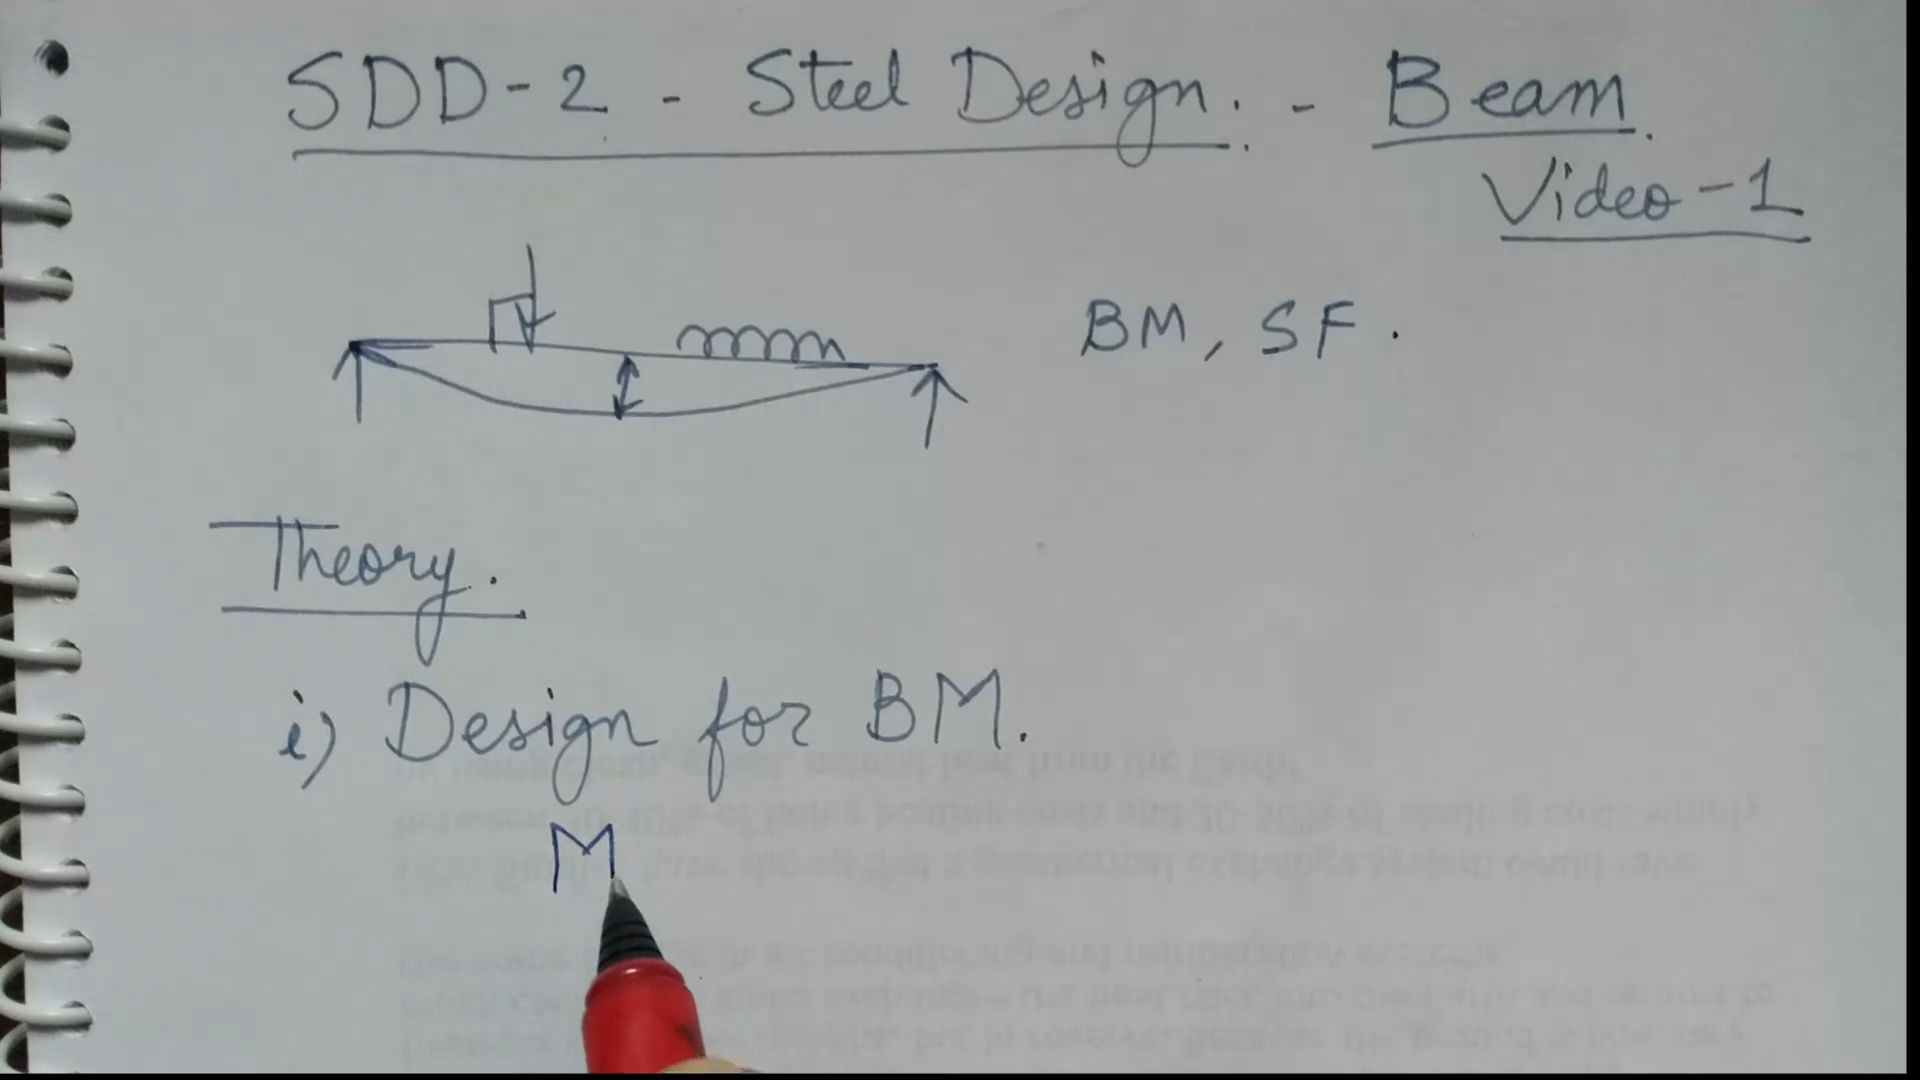 SDD-2 - Steel Design. - Beam.
Video-1
BM, SF.
Theory.
i) Design for BM.
M